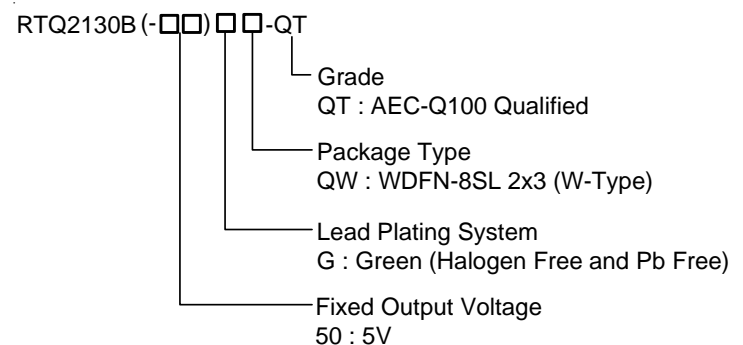 RTQ2130B (-□□) □ □-QT
Grade
QT : AEC-Q100 Qualified
Package Type
QW : WDFN-8SL 2x3 (W-Type)
Lead Plating System
G : Green (Halogen Free and Pb Free)
Fixed Output Voltage
50 : 5V